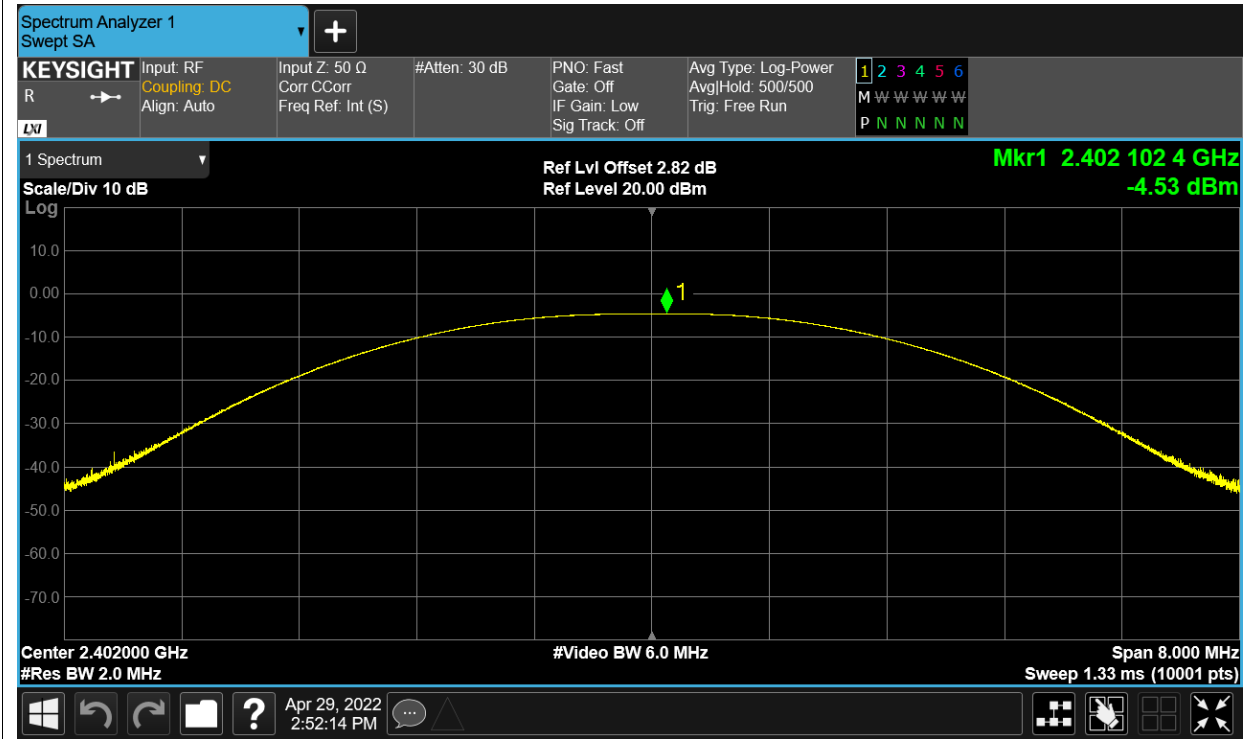 Spectrum Analyzer 1
Swept SA
KEYSIGHT
R
LXI
Input: RF
Coupling: DC
Align: Auto
Input Z: 50 Ω
Corr CCorr
Freq Ref: Int (S)
#Atten: 30 dB
PNO: Fast
Gate: Off
IF Gain: Low
Sig Track: Off
Avg Type: Log-Power
Avg|Hold: 500/500
Trig: Free Run
1 2 3 4 5 6
M W W W W W
P N N N N N
1 Spectrum
Scale/Div 10 dB
Log
Ref Lvl Offset 2.82 dB
Ref Level 20.00 dBm
Mkr1 2.402 102 4 GHz
-4.53 dBm
10.0
0.00
-10.0
-20.0
-30.0
-40.0
-50.0
-60.0
-70.0
1
Center 2.402000 GHz
#Res BW 2.0 MHz
#Video BW 6.0 MHz
Span 8.000 MHz
Sweep 1.33 ms (10001 pts)
?
Apr 29, 2022
2:52:14 PM